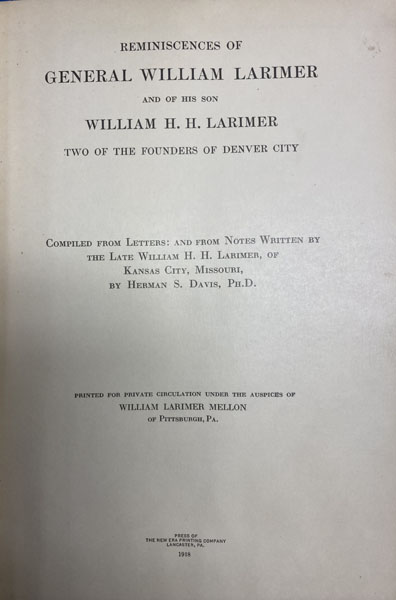 REMINISCENCES OF
GENERAL WILLIAM LARIMER
AND OF HIS SON
WILLIAM H. H. LARIMER
TWO OF THE FOUNDERS OF DENVER CITY
COMPILED FROM LETTERS: AND FROM NOTES WRITTEN BY
THE LATE WILLIAM H. H. LARIMER, OF
KANSAS CITY, MISSOURI,
BY HERMAN S. DAVIS, PH.D.
PRINTED FOR PRIVATE CIRCULATION UNDER THE AUSPICES OF
WILLIAM LARIMER MELLON
OF PITTSBURGH, PA.
PRESS OF
THE NEW ERA PRINTING COMPANY
LANCASTER, PA.
1918